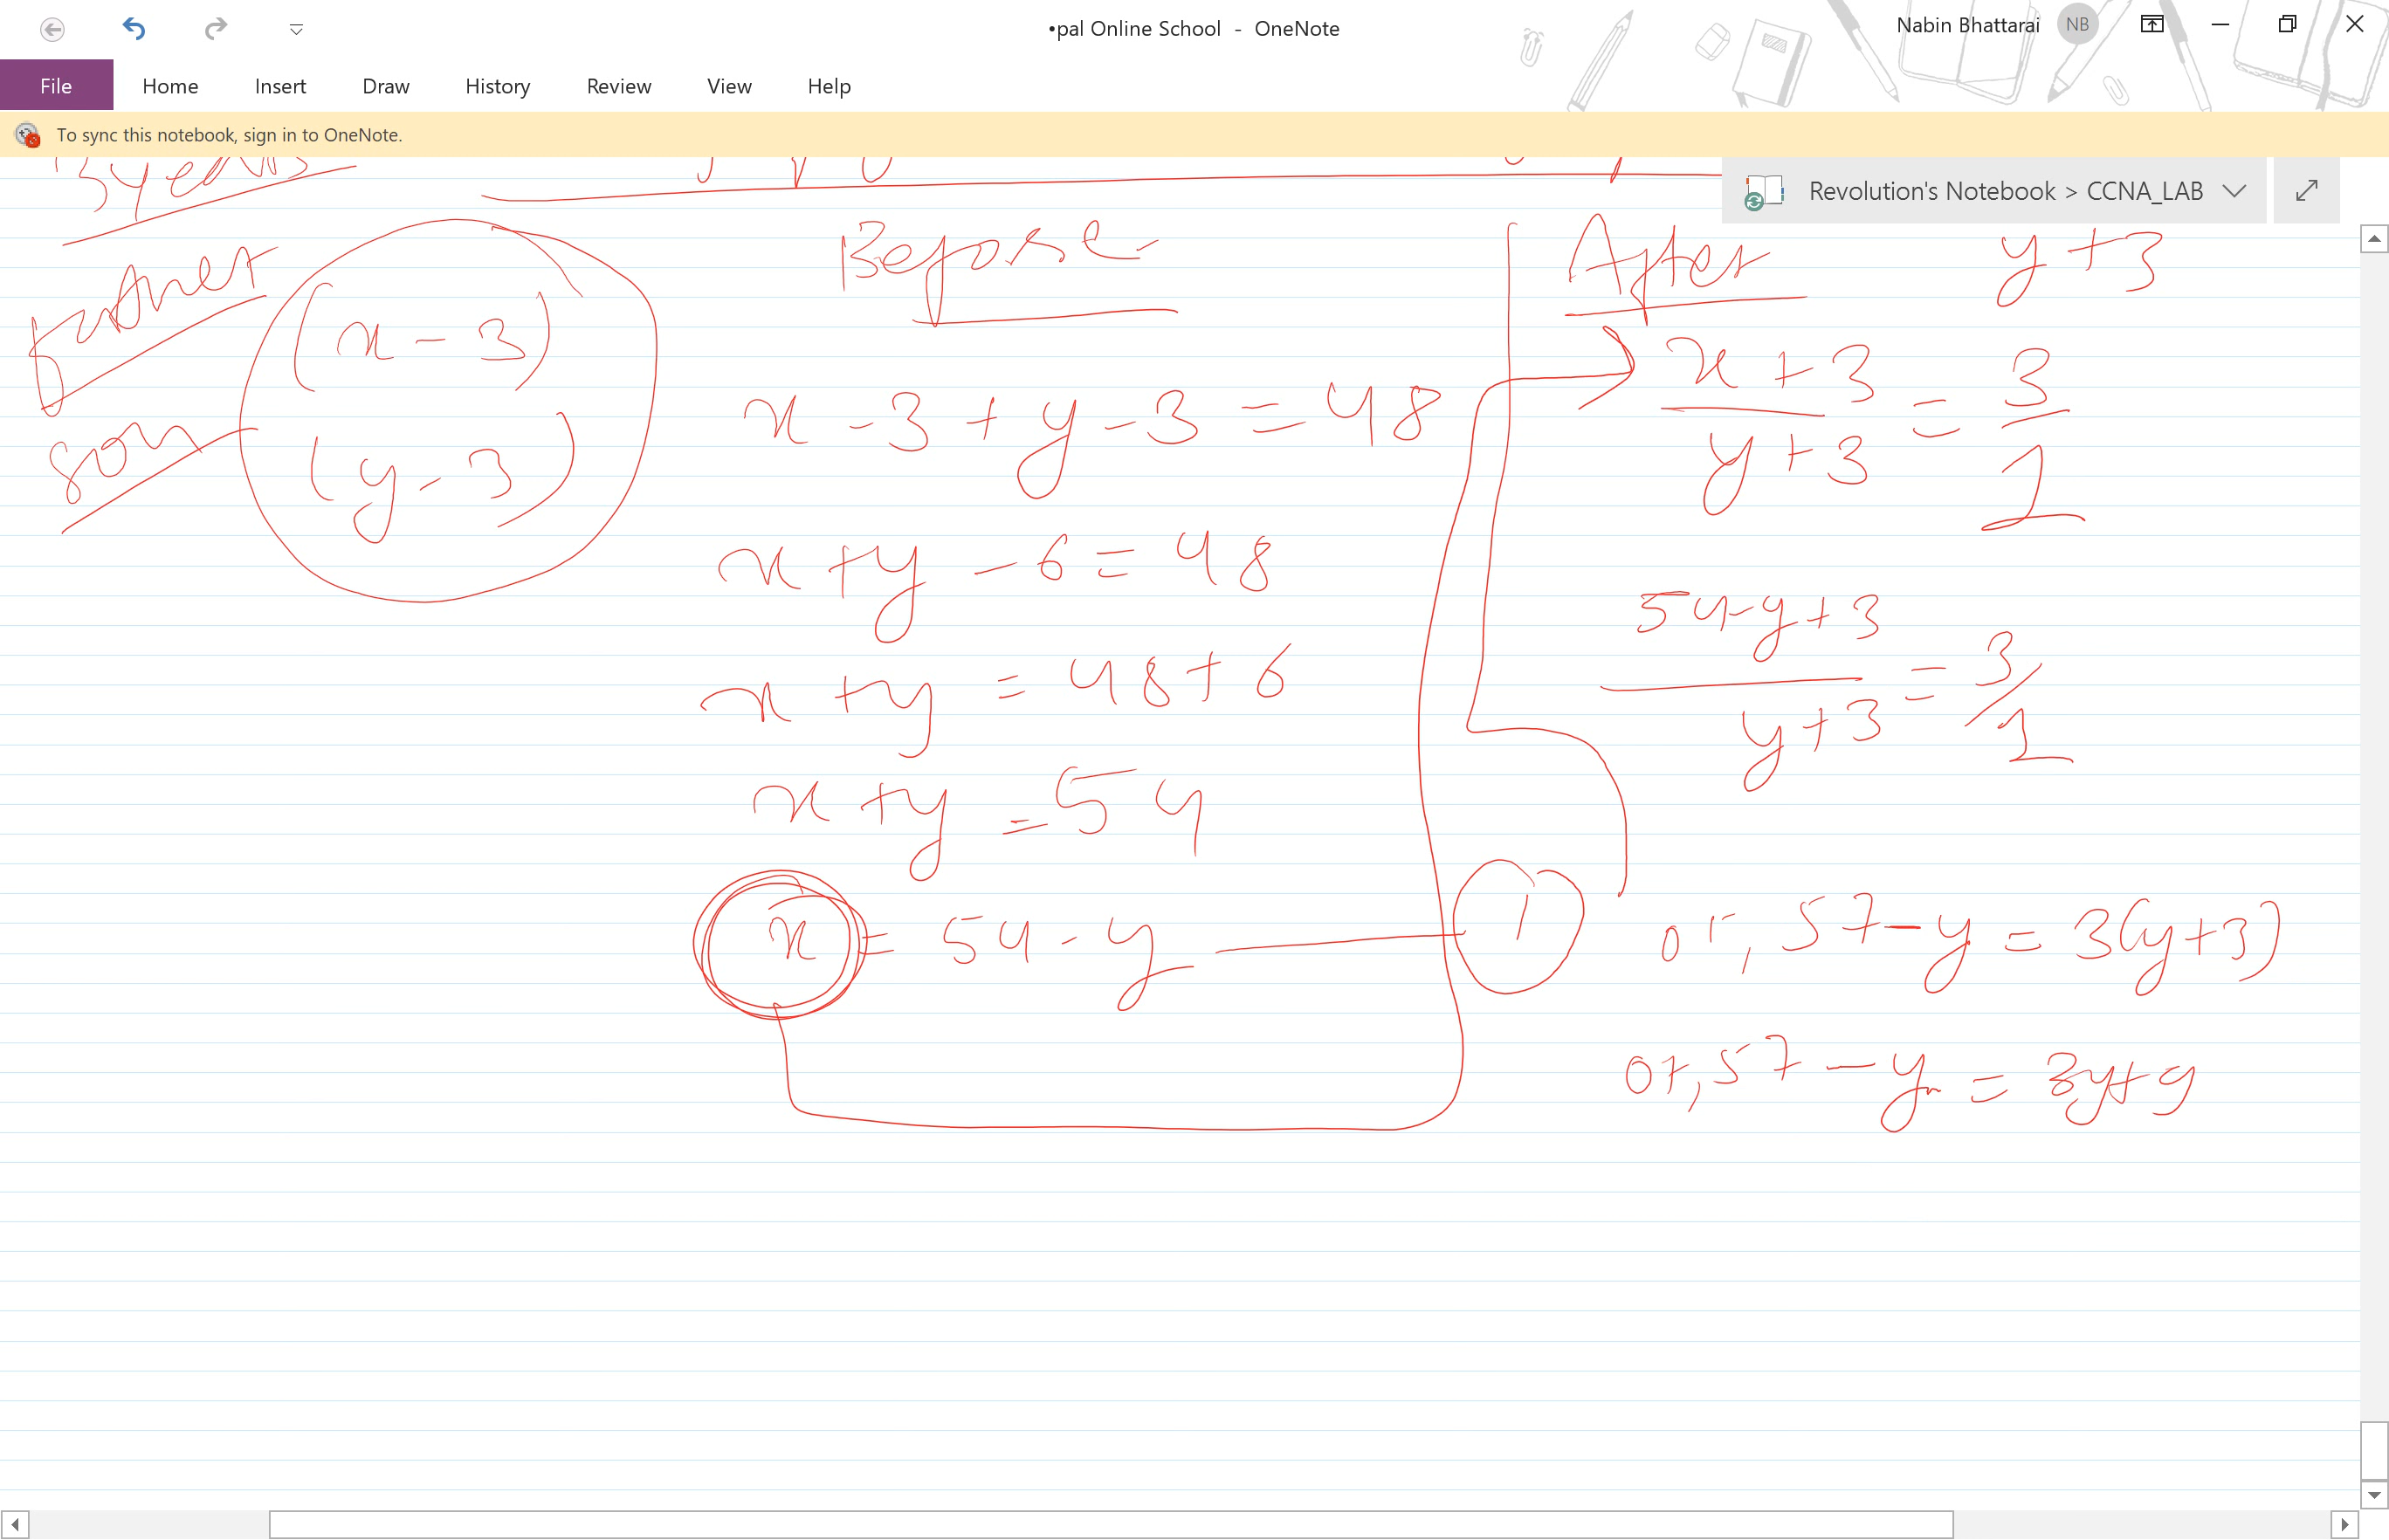 •pal Online School - OneNote
Nabin Bhattarai NB
File Home Insert Draw History Review View Help
To sync this notebook, sign in to OneNote.
Revolution's Notebook > CCNA_LAB
3 years
Father
(x - 3)
son
(y - 3)
Before
x - 3 + y - 3 = 48
x + y - 6 = 48
x + y = 48 + 6
x + y = 54
x = 54 - y
1
After
y + 3
x + 3 / y + 3 = 3 / 1
54 - y + 3 / y + 3 = 3 / 1
or, 57 - y = 3(y + 3)
or, 57 - y = 3y + 9